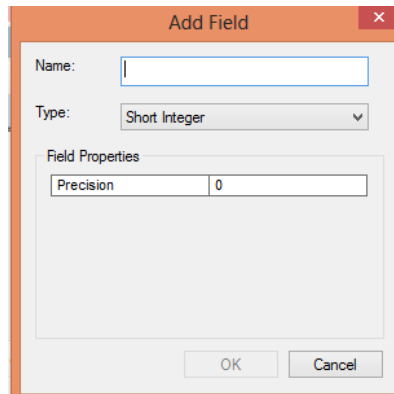 Add Field
Name:
Type: Short Integer
Field Properties
Precision 0
OK Cancel